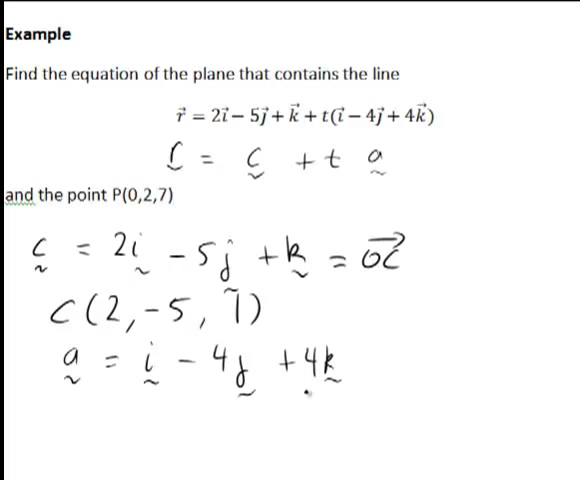 Example
Find the equation of the plane that contains the line
r⃗ = 2i⃗ − 5j⃗ + k⃗ + t(i⃗ − 4j⃗ + 4k⃗)
r = c + t a
and the point P(0,2,7)
c = 2i − 5j + k = OC⃗
C(2,−5, 1)
a = i − 4j + 4k